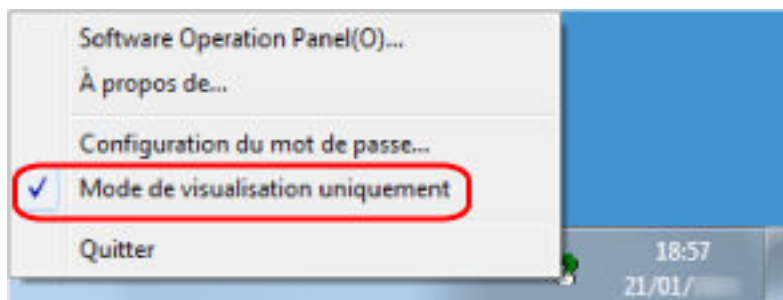 Software Operation Panel(O)...
À propos de...
Configuration du mot de passe...
Mode de visualisation uniquement
Quitter
18:57
21/01/